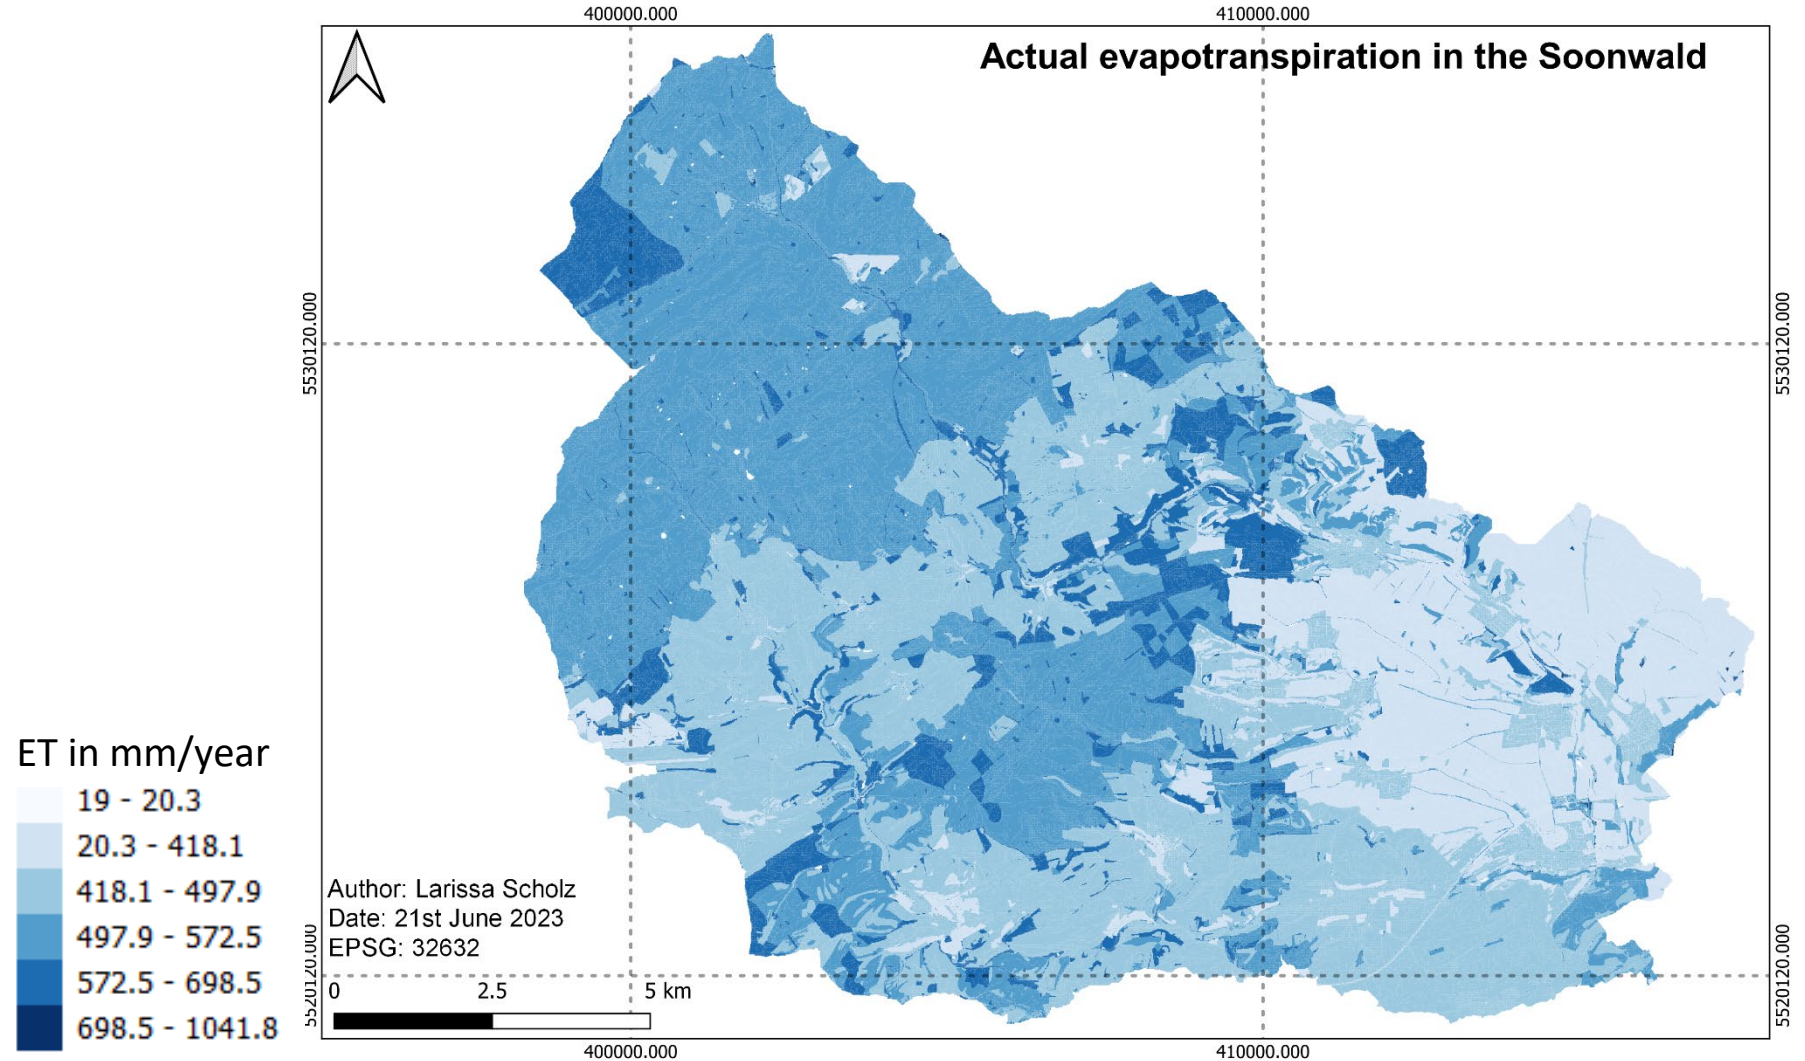 400000.000 410000.000
Actual evapotranspiration in the Soonwald
5530120.000 5530120.000
ET in mm/year
19 - 20.3
20.3 - 418.1
418.1 - 497.9
497.9 - 572.5
572.5 - 698.5
698.5 - 1041.8
Author: Larissa Scholz
Date: 21st June 2023
EPSG: 32632
5520120.000 5520120.000
0 2.5 5 km
400000.000 410000.000